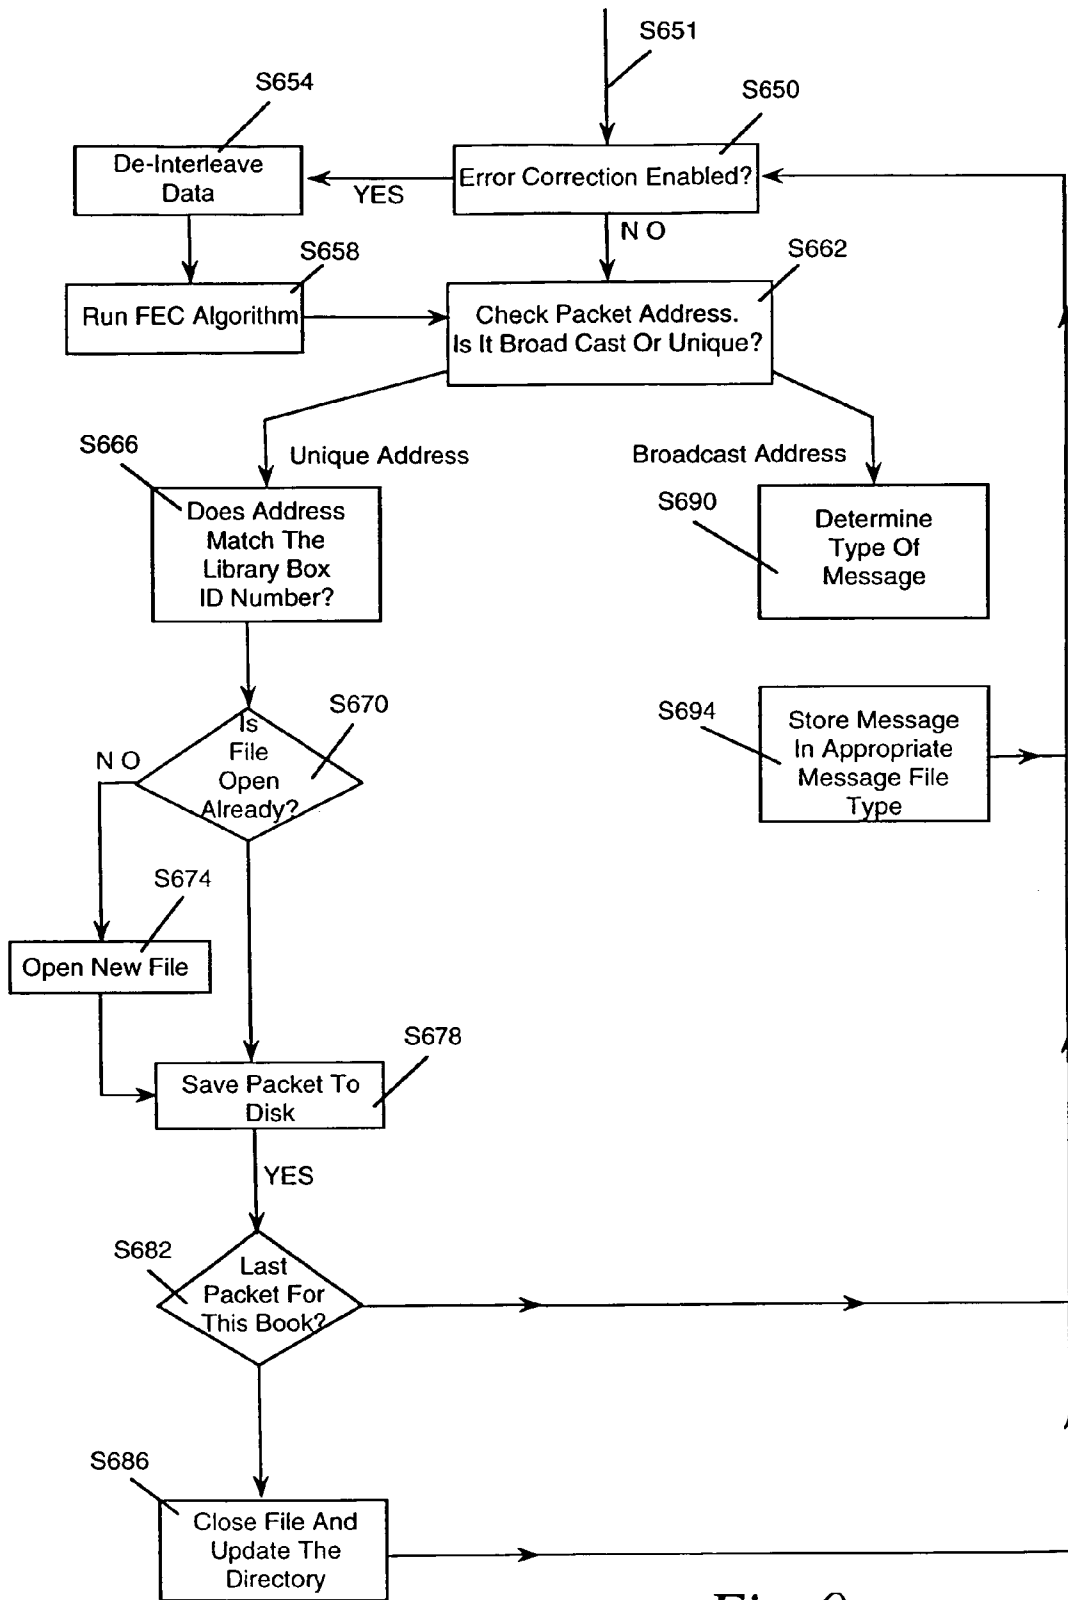 S651
S654
S650
De-Interleave
Data
Error Correction Enabled?
YES
N O
S658
S662
Run FEC Algorithm
Check Packet Address.
Is It Broad Cast Or Unique?
S666
Unique Address
Broadcast Address
S690
Does Address
Match The
Library Box
ID Number?
Determine
Type Of
Message
S670
S694
Is
File
Open
Already?
N O
Store Message
In Appropriate
Message File
Type
S674
Open New File
S678
Save Packet To
Disk
YES
S682
Last
Packet For
This Book?
S686
Close File And
Update The
Directory